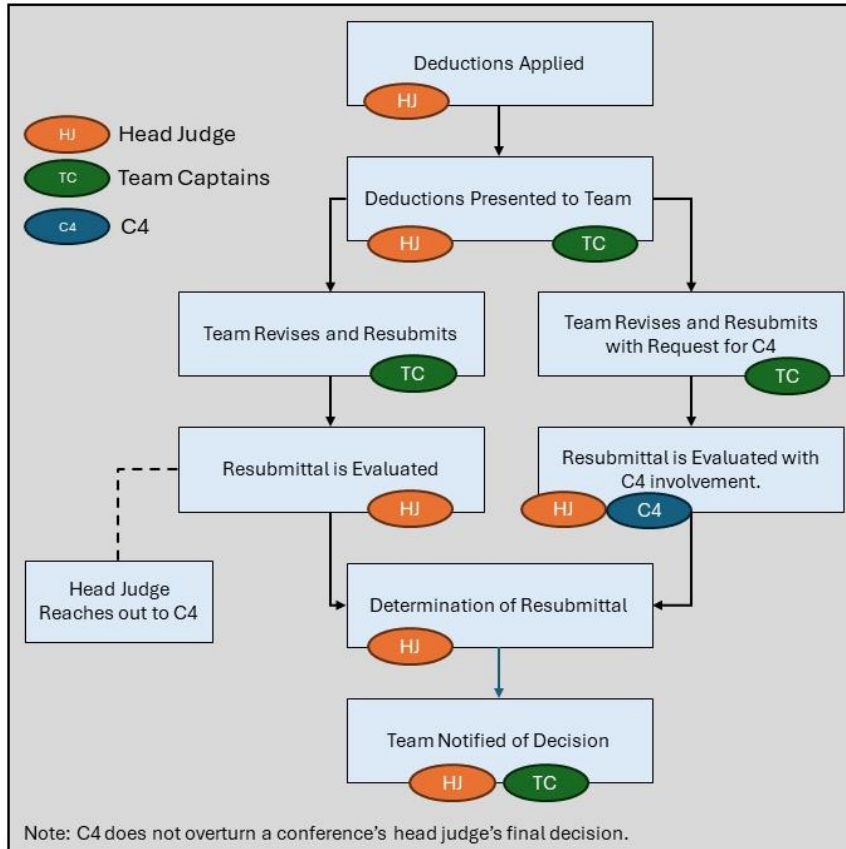 Deductions Applied
HJ
HJ Head Judge
TC Team Captains
C4 C4
Deductions Presented to Team
HJ
TC
Team Revises and Resubmits
TC
Team Revises and Resubmits
with Request for C4
TC
Resubmittal is Evaluated
HJ
Resubmittal is Evaluated with
C4 involvement.
HJ
C4
Head Judge
Reaches out to C4
Determination of Resubmittal
HJ
Team Notified of Decision
HJ
TC
Note: C4 does not overturn a conference’s head judge’s final decision.